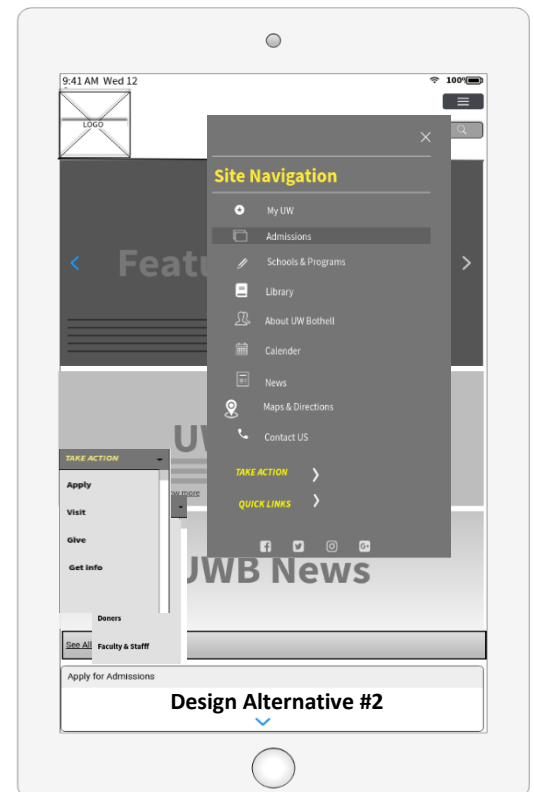 9:41 AM Wed 12
100%
LOGO
Site Navigation
My UW
Admissions
Schools & Programs
Library
About UW Bothell
Calender
News
Maps & Directions
Contact US
TAKE ACTION
QUICK LINKS
Featu
UW
TAKE ACTION
Apply
Visit
Give
Get info
ow more
UWB News
Doners
Faculty & Stafff
See All
Apply for Admissions
Design Alternative #2